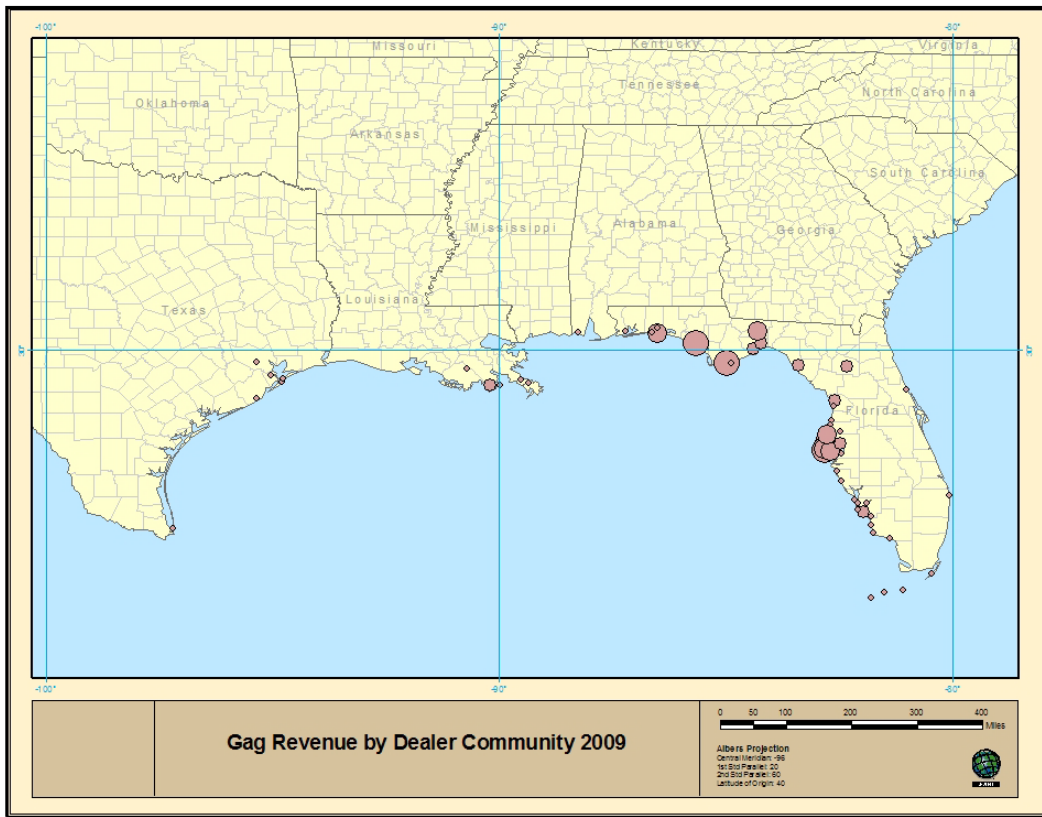 -100°
-90°
-80°
Missouri
Kentucky
Virginia
Oklahoma
Tennessee
North Carolina
Arkansas
South Carolina
Mississippi
Alabama
Georgia
Texas
Louisiana
30°
30°
Florida
-100°
-90°
-80°
Gag Revenue by Dealer Community 2009
0 50 100 200 300 400
Miles
Albers Projection
Central Meridian: -96
1st Std Parallel: 20
2nd Std Parallel: 60
Latitude of Origin: 40